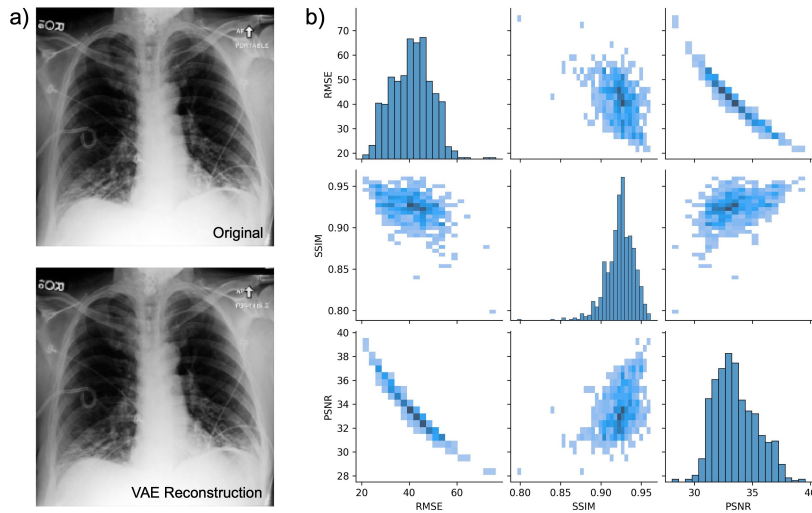 a)
b)
AP
PORTABLE
Original
AP
VAE Reconstruction
RMSE
70
60
50
40
30
20
SSIM
0.95
0.90
0.85
0.80
PSNR
40
38
36
34
32
30
28
20
40
60
RMSE
0.80
0.85
0.90
0.95
SSIM
30
35
40
PSNR